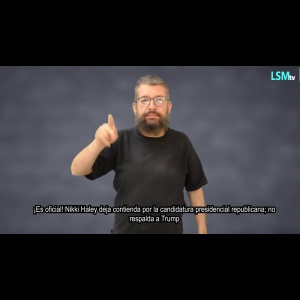 LSMtv
¡Es oficial! Nikki Haley deja contienda por la candidatura presidencial republicana; no
respalda a Trump